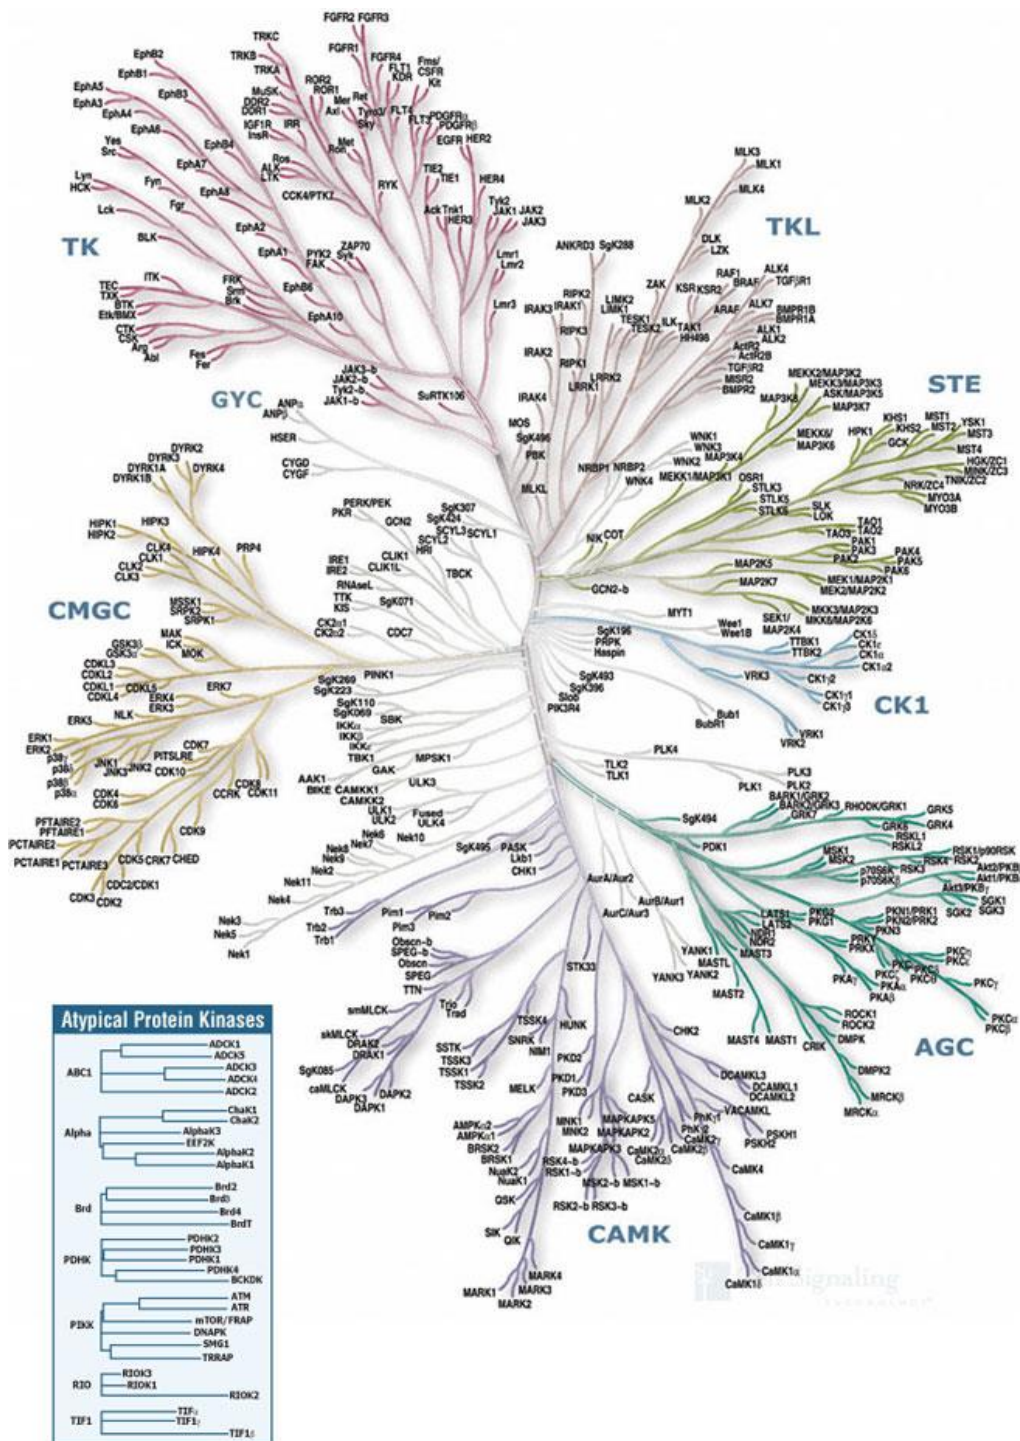 FGFR2 FGFR3
TRKC
FGFR1
TRKB
FGFR4
TRKA
FLT1
KDR
Fms/
CSFR
Kit
EphB2
EphB1
EphA5
EphA3
EphB3
EphA4
EphA6
MuSK
DDR2
DDR1
ROR2
ROR1
Ret
Mer
Axl
Tyro3/
Sky
FLT4
FLT3
PDGFRα
PDGFRβ
IGF1R
InsR
IRR
EGFR
HER2
Yes
Src
EphB4
Met
Ron
Ros
ALK
LTK
EphA7
RYK
TIE2
TIE1
HER4
Lyn
HCK
Fyn
EphA8
CCK4/PTK7
Lck
Fgr
EphA2
Ack
Tnk1
HER3
Tyk2
JAK1
JAK2
JAK3
BLK
EphA1
PYK2
FAK
ZAP70
Syk
Lmr1
Lmr2
TK
ITK
FRK
Srm
Brk
EphB6
Lmr3
TEC
TXK
BTK
Etk/BMX
CTK
CSK
Arg
Abl
EphA10
Fes
Fer
JAK3~b
JAK2~b
Tyk2~b
JAK1~b
SuRTK106
MLK3
MLK1
MLK4
MLK2
TKL
DLK
LZK
ANKRD3
SgK288
ZAK
RAF1
KSR
KSR2
BRAF
ARAF
ALK4
TGFβR1
ALK7
BMPR1B
BMPR1A
ALK1
ALK2
IRAK3
IRAK1
RIPK2
LIMK2
LIMK1
TESK1
TESK2
ILK
TAK1
HH498
RIPK3
ActR2
ActR2B
TGFβR2
MISR2
BMPR2
IRAK2
RIPK1
LRRK2
LRRK1
IRAK4
MOS
SgK496
PBK
MLKL
NRBP1
NRBP2
STE
MEKK2/MAP3K2
MEKK3/MAP3K3
ASK/MAP3K5
MAP3K8
MAP3K7
MEKK6/
MAP3K6
MAP3K4
MEKK1/MAP3K1
WNK1
WNK3
WNK2
WNK4
HPK1
KHS1
KHS2
GCK
MST1
MST2
YSK1
MST3
MST4
HGK/ZC1
MINK/ZC3
TNIK/ZC2
NRK/ZC4
MYO3A
MYO3B
OSR1
STLK3
STLK5
STLK6
SLK
LOK
TAO1
TAO2
TAO3
NIK
COT
PAK1
PAK3
PAK2
PAK4
PAK5
PAK6
MAP2K5
MAP2K7
MEK1/MAP2K1
MEK2/MAP2K2
GCN2~b
MKK3/MAP2K3
MKK6/MAP2K6
SEK1/
MAP2K4
GYC
ANPα
ANPβ
HSER
CYGD
CYGF
DYRK2
DYRK3
DYRK1A
DYRK1B
DYRK4
PERK/PEK
PKR
GCN2
SgK307
SgK424
SCYL3
SCYL2
SCYL1
HRI
HIPK1
HIPK2
HIPK3
HIPK4
PRP4
CLK4
CLK1
CLK2
CLK3
CLIK1
CLIK1L
TBCK
IRE1
IRE2
RNAseL
TTK
KIS
SgK071
CK2α1
CK2α2
CDC7
CMGC
MSSK1
SRPK2
SRPK1
MAK
ICK
MOK
GSK3β
GSK3α
CDKL3
CDKL2
CDKL1
CDKL4
CDKL5
ERK7
ERK4
ERK3
NLK
ERK5
ERK1
ERK2
p38γ
p38δ
p38β
p38α
JNK1
JNK3
JNK2
CDK7
PITSLRE
CDK10
CDK4
CDK6
CCRK
CDK8
CDK11
PFTAIRE2
PFTAIRE1
PCTAIRE2
PCTAIRE1
PCTAIRE3
CDK9
CDK5
CRK7
CHED
CDC2/CDK1
CDK3
CDK2
PINK1
SgK269
SgK223
SgK110
SgK069
SBK
IKKα
IKKβ
IKKε
TBK1
MPSK1
GAK
AAK1
BIKE
CAMKK1
CAMKK2
ULK3
ULK1
ULK2
Fused
ULK4
Nek6
Nek7
Nek10
Nek8
Nek9
Nek2
Nek11
Nek4
Nek3
Nek5
Nek1
SgK495
PASK
Lkb1
CHK1
MYT1
Wee1
Wee1B
SgK196
PRPK
Haspin
SgK493
SgK396
Slob
PIK3R4
TTBK1
TTBK2
CK1δ
CK1ε
CK1α
CK1α2
VRK3
CK1γ2
CK1γ1
CK1γ3
CK1
Bub1
BubR1
VRK1
VRK2
PLK4
TLK2
TLK1
PLK3
PLK1
PLK2
SgK494
PDK1
BARK1/GRK2
BARK2/GRK3
RHODK/GRK1
GRK5
GRK7
GRK6
GRK4
RSKL1
RSKL2
MSK1
MSK2
RSK1/p90RSK
RSK4
RSK2
RSK3
p70S6K
p70S6Kβ
Akt2/PKBβ
Akt1/PKBα
Akt3/PKBγ
SGK1
SGK2
SGK3
PKN1/PRK1
PKN2/PRK2
PKN3
LATS1
LATS2
NDR1
NDR2
PKG2
PKG1
MAST3
MASTL
PRKY
PRKX
PKCη
PKCε
PKCγ
PKAγ
PKAα
PKAβ
PKCα
PKCβ
ROCK1
ROCK2
DMPK
CRIK
DMPK2
MRCKβ
MRCKα
AGC
AurA/Aur2
AurB/Aur1
AurC/Aur3
YANK1
YANK2
YANK3
MAST2
MAST4
MAST1
Trb3
Trb2
Trb1
Pim1
Pim2
Pim3
Obscn~b
SPEG~b
Obscn
SPEG
TTN
STK33
smMLCK
Trio
Trad
TSSK4
skMLCK
DRAK2
DRAK1
SNRK
HUNK
NIM1
SSTK
TSSK3
TSSK1
TSSK2
SgK085
caMLCK
DAPK3
DAPK2
DAPK1
CHK2
PKD2
PKD1
PKD3
MELK
DCAMKL3
DCAMKL1
DCAMKL2
CASK
PhKγ1
PhKγ2
VACAMKL
PSKH1
PSKH2
MNK1
MNK2
MAPKAPK5
MAPKAPK2
MAPKAPK3
CaMK2γ
CaMK2α
CaMK2β
CaMK2δ
AMPKα2
AMPKα1
BRSK2
BRSK1
NuaK2
NuaK1
RSK4~b
RSK1~b
MSK2~b
MSK1~b
RSK2~b
RSK3~b
QSK
SIK
QIK
CaMK4
CaMK1β
CaMK1γ
CaMK1α
CaMK1δ
CAMK
MARK4
MARK1
MARK3
MARK2
Signaling
Atypical Protein Kinases
ABC1
ADCK1
ADCK5
ADCK3
ADCK4
ADCK2
Alpha
ChaK1
ChaK2
AlphaK3
EEF2K
AlphaK2
AlphaK1
Brd
Brd2
Brd3
Brd4
BrdT
PDHK
PDHK2
PDHK3
PDHK1
PDHK4
BCKDK
PIKK
ATM
ATR
mTOR/FRAP
DNAPK
SMG1
TRRAP
RIO
RIOK3
RIOK1
RIOK2
TIF1
TIFα
TIF1γ
TIF1β